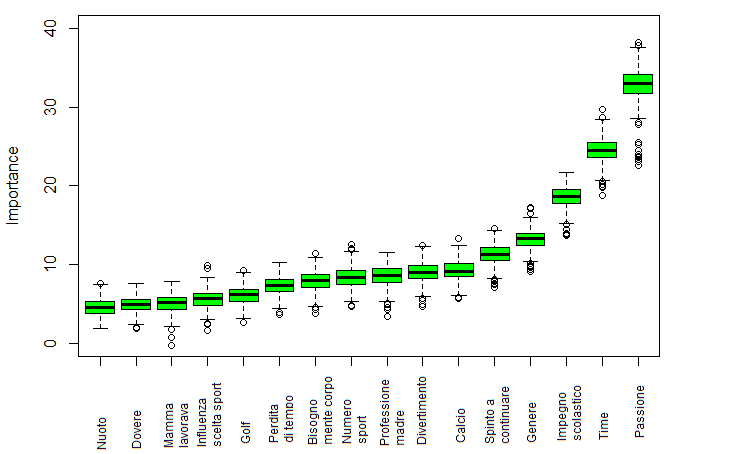 Importance
40
30
20
10
0
Nuoto
Dovere
Mamma
lavorava
Influenza
scelta sport
Golf
Perdita
di tempo
Bisogno
mente corpo
Numero
sport
Professione
madre
Divertimento
Calcio
Spinto a
continuare
Genere
Impegno
scolastico
Time
Passione